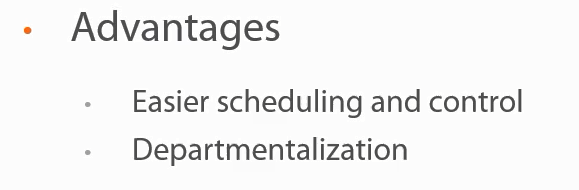 • Advantages
• Easier scheduling and control
• Departmentalization